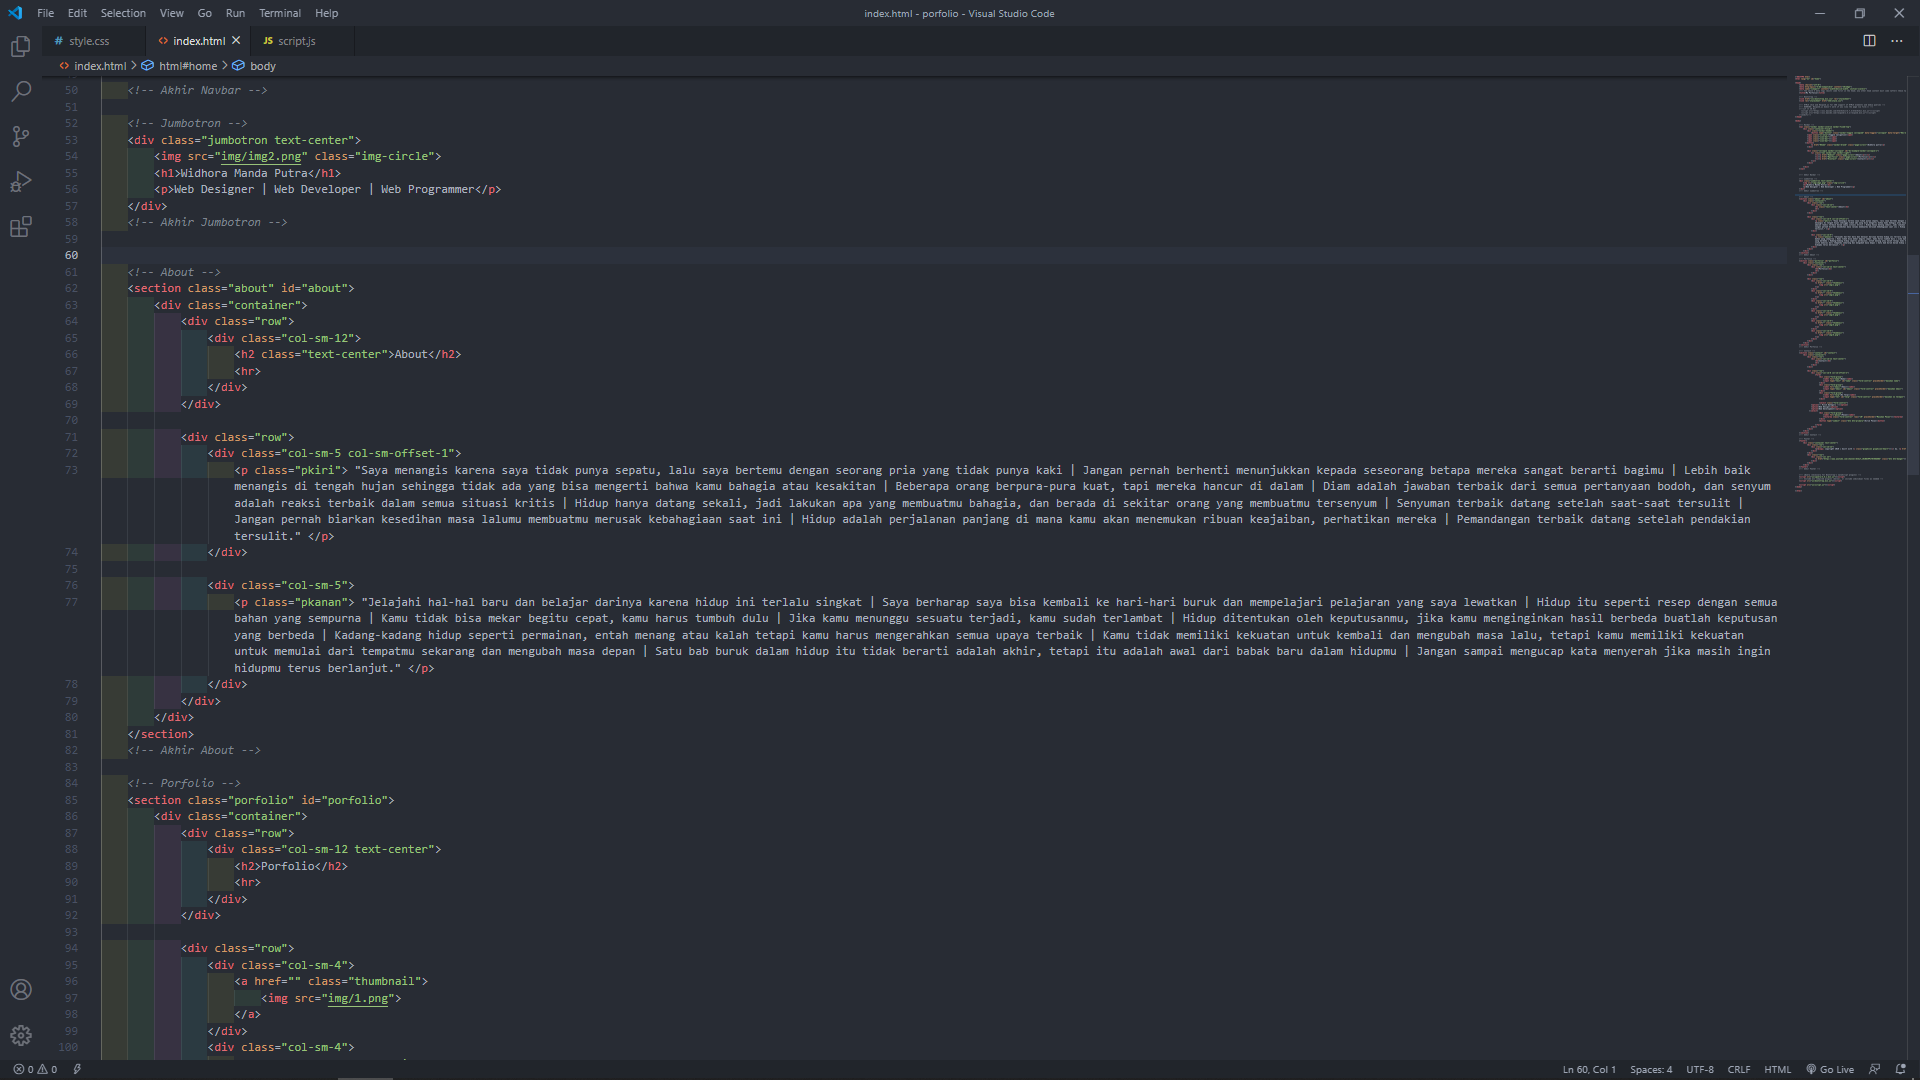 File Edit Selection View Go Run Terminal Help
index.html - porfolio - Visual Studio Code
style.css index.html script.js
index.html > html#home > body
50 <!-- Akhir Navbar -->
51
52 <!-- Jumbotron -->
53 <div class="jumbotron text-center">
54 <img src="img/img2.png" class="img-circle">
55 <h1>Widhora Manda Putra</h1>
56 <p>Web Designer | Web Developer | Web Programmer</p>
57 </div>
58 <!-- Akhir Jumbotron -->
59
60
61 <!-- About -->
62 <section class="about" id="about">
63 <div class="container">
64 <div class="row">
65 <div class="col-sm-12">
66 <h2 class="text-center">About</h2>
67 <hr>
68 </div>
69 </div>
70
71 <div class="row">
72 <div class="col-sm-5 col-sm-offset-1">
73 <p class="pkiri"> "Saya menangis karena saya tidak punya sepatu, lalu saya bertemu dengan seorang pria yang tidak punya kaki | Jangan pernah berhenti menunjukkan kepada seseorang betapa mereka sangat berarti bagimu | Lebih baik
menangis di tengah hujan sehingga tidak ada yang bisa mengerti bahwa kamu bahagia atau kesakitan | Beberapa orang berpura-pura kuat, tapi mereka hancur di dalam | Diam adalah jawaban terbaik dari semua pertanyaan bodoh, dan senyum
adalah reaksi terbaik dalam semua situasi kritis | Hidup hanya datang sekali, jadi lakukan apa yang membuatmu bahagia, dan berada di sekitar orang yang membuatmu tersenyum | Senyuman terbaik datang setelah saat-saat tersulit |
Jangan pernah biarkan kesedihan masa lalumu membuatmu merusak kebahagiaan saat ini | Hidup adalah perjalanan panjang di mana kamu akan menemukan ribuan keajaiban, perhatikan mereka | Pemandangan terbaik datang setelah pendakian
tersulit." </p>
74 </div>
75
76 <div class="col-sm-5">
77 <p class="pkanan"> "Jelajahi hal-hal baru dan belajar darinya karena hidup ini terlalu singkat | Saya berharap saya bisa kembali ke hari-hari buruk dan mempelajari pelajaran yang saya lewatkan | Hidup itu seperti resep dengan semua
bahan yang sempurna | Kamu tidak bisa mekar begitu cepat, kamu harus tumbuh dulu | Jika kamu menunggu sesuatu terjadi, kamu sudah terlambat | Hidup ditentukan oleh keputusanmu, jika kamu menginginkan hasil berbeda buatlah keputusan
yang berbeda | Kadang-kadang hidup seperti permainan, entah menang atau kalah tetapi kamu harus mengerahkan semua upaya terbaik | Kamu tidak memiliki kekuatan untuk kembali dan mengubah masa lalu, tetapi kamu memiliki kekuatan
untuk memulai dari tempatmu sekarang dan mengubah masa depan | Satu bab buruk dalam hidup itu tidak berarti adalah akhir, tetapi itu adalah awal dari babak baru dalam hidupmu | Jangan sampai mengucap kata menyerah jika masih ingin
hidupmu terus berlanjut." </p>
78 </div>
79 </div>
80 </div>
81 </section>
82 <!-- Akhir About -->
83
84 <!-- Porfolio -->
85 <section class="porfolio" id="porfolio">
86 <div class="container">
87 <div class="row">
88 <div class="col-sm-12 text-center">
89 <h2>Porfolio</h2>
90 <hr>
91 </div>
92 </div>
93
94 <div class="row">
95 <div class="col-sm-4">
96 <a href="" class="thumbnail">
97 <img src="img/1.png">
98 </a>
99 </div>
100 <div class="col-sm-4">
0 0 Ln 60, Col 1 Spaces: 4 UTF-8 CRLF HTML Go Live